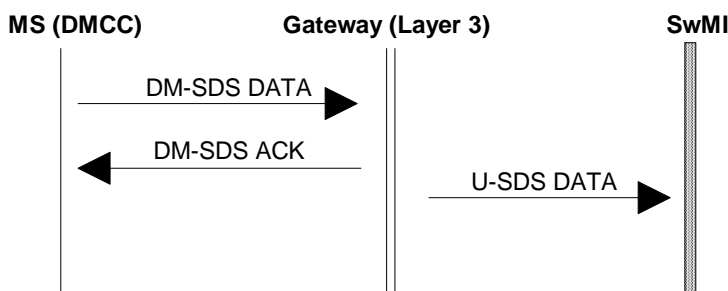 MS (DMCC) Gateway (Layer 3) SwMI
DM-SDS DATA
DM-SDS ACK
U-SDS DATA